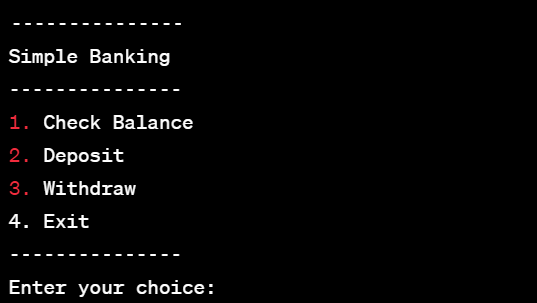 ---------------
Simple Banking
---------------
1. Check Balance
2. Deposit
3. Withdraw
4. Exit
---------------
Enter your choice: